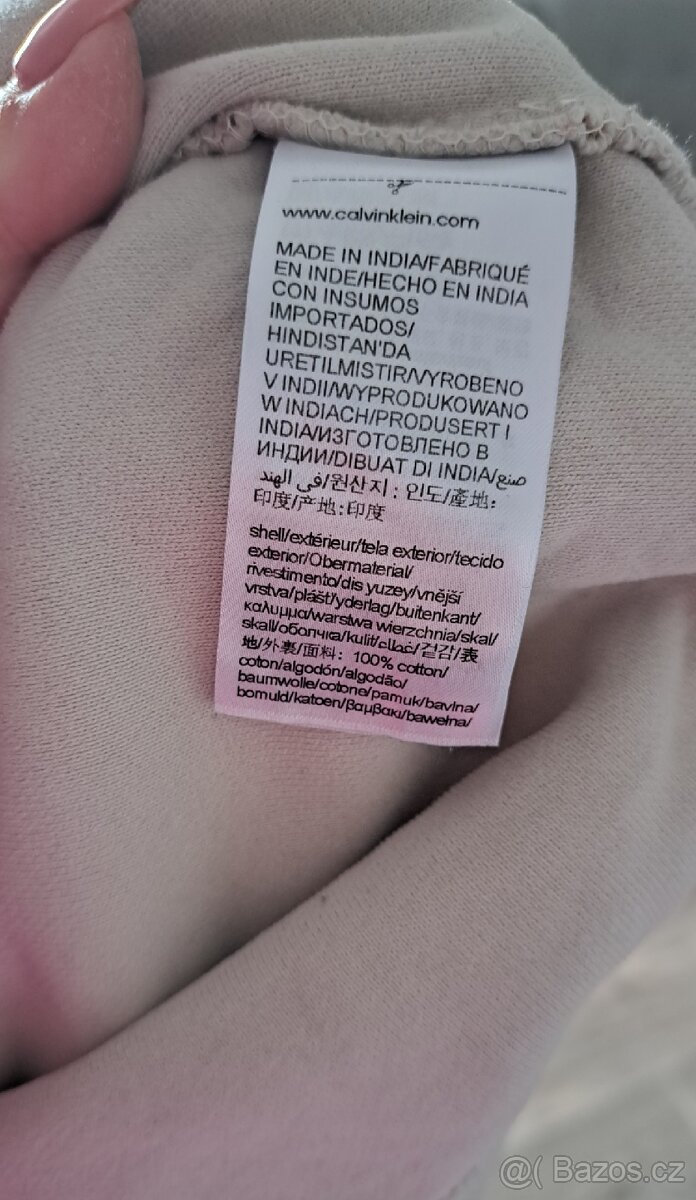 www.calvinklein.com
MADE IN INDIA/FABRIQUÉ
EN INDE/HECHO EN INDIA
CON INSUMOS
IMPORTADOS/
HINDISTAN'DA
URETILMISTIR/VYROBENO
V INDII/WYPRODUKOWANO
W INDIACH/PRODUSERT I
INDIA/ИЗГОТОВЛЕНО В
ИНДИИ/DIBUAT DI INDIA/صنع
في الهند/원산지 : 인도/產地:
印度/产地:印度
shell/extérieur/tela exterior/tecido
exterior/Obermaterial/
rivestimento/dis yuzey/vnější
vrstva/plášť/yderlag/buitenkant/
καλυμμα/warstwa wierzchnia/skal/
skall/оболочка/kulit/غطاء/겉감/表
地/外裏/面料: 100% cotton/
coton/algodón/algodão/
baumwolle/cotone/pamuk/bavlna/
bomuld/katoen/βαμβακι/bawełna/
@( Bazos.cz